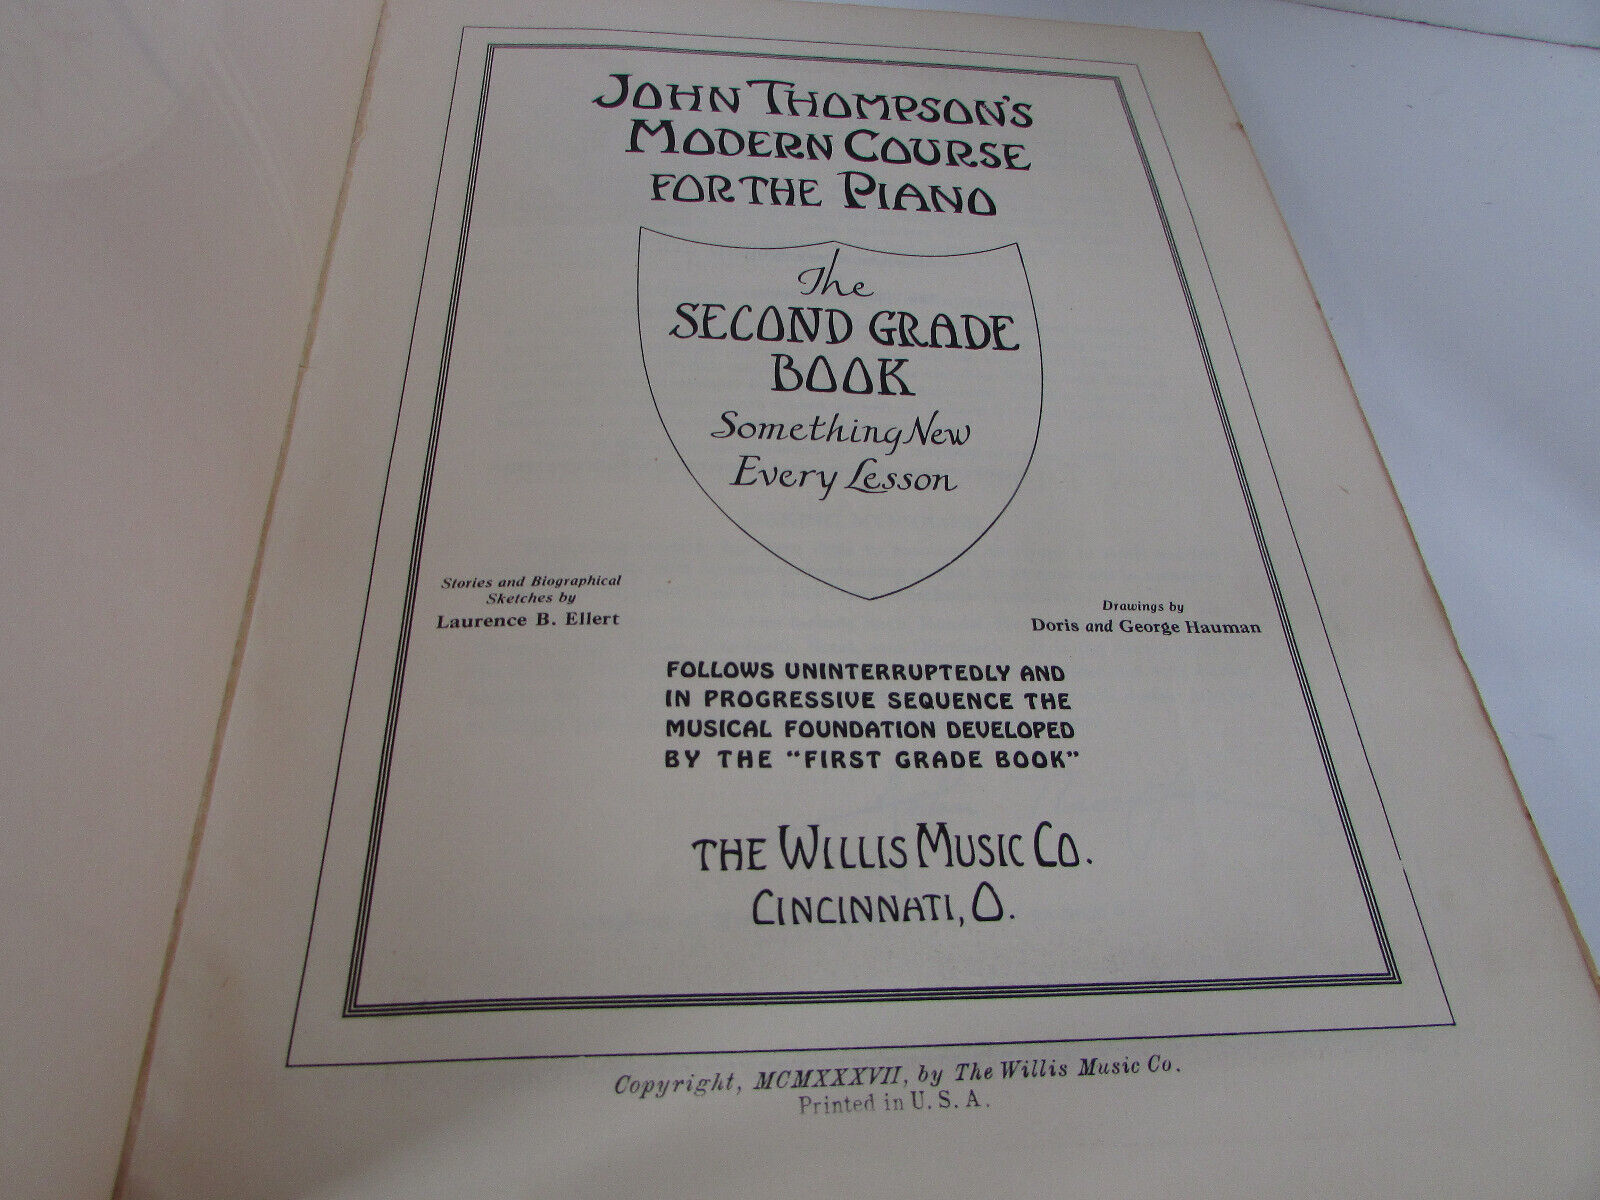 JOHN THOMPSON'S
MODERN COURSE
FOR THE PIANO
The
SECOND GRADE
BOOK
Something New
Every Lesson
Stories and Biographical
Sketches by
Laurence B. Ellert
Drawings by
Doris and George Hauman
FOLLOWS UNINTERRUPTEDLY AND
IN PROGRESSIVE SEQUENCE THE
MUSICAL FOUNDATION DEVELOPED
BY THE "FIRST GRADE BOOK"
THE WILLIS MUSIC CO.
CINCINNATI, O.
Copyright, MCMXXXVII, by The Willis Music Co.
Printed in U. S. A.